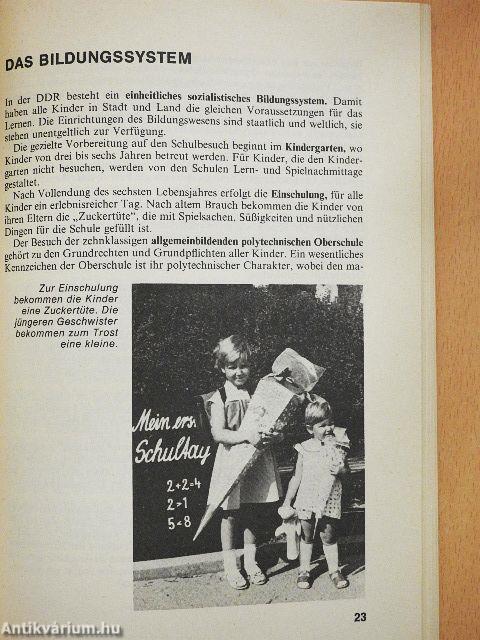 DAS BILDUNGSSYSTEM
In der DDR besteht ein einheitliches sozialistisches Bildungssystem. Damit
haben alle Kinder in Stadt und Land die gleichen Voraussetzungen für das
Lernen. Die Einrichtungen des Bildungswesens sind staatlich und weltlich, sie
stehen unentgeltlich zur Verfügung.
Die gezielte Vorbereitung auf den Schulbesuch beginnt im Kindergarten, wo
Kinder von drei bis sechs Jahren betreut werden. Für Kinder, die den Kinder-
garten nicht besuchen, werden von den Schulen Lern- und Spielnachmittage
gestaltet.
Nach Vollendung des sechsten Lebensjahres erfolgt die Einschulung, für alle
Kinder ein erlebnisreicher Tag. Nach altem Brauch bekommen die Kinder von
ihren Eltern die „Zuckertüte", die mit Spielsachen, Süßigkeiten und nützlichen
Dingen für die Schule gefüllt ist.
Der Besuch der zehnklassigen allgemeinbildenden polytechnischen Oberschule
gehört zu den Grundrechten und Grundpflichten aller Kinder. Ein wesentliches
Kennzeichen der Oberschule ist ihr polytechnischer Charakter, wobei den ma-
Zur Einschulung
bekommen die Kinder
eine Zuckertüte. Die
jüngeren Geschwister
bekommen zum Trost
eine kleine.
Mein ers.
Schultag
2+2=4
2>1
5<8
23
Antikvárium.hu